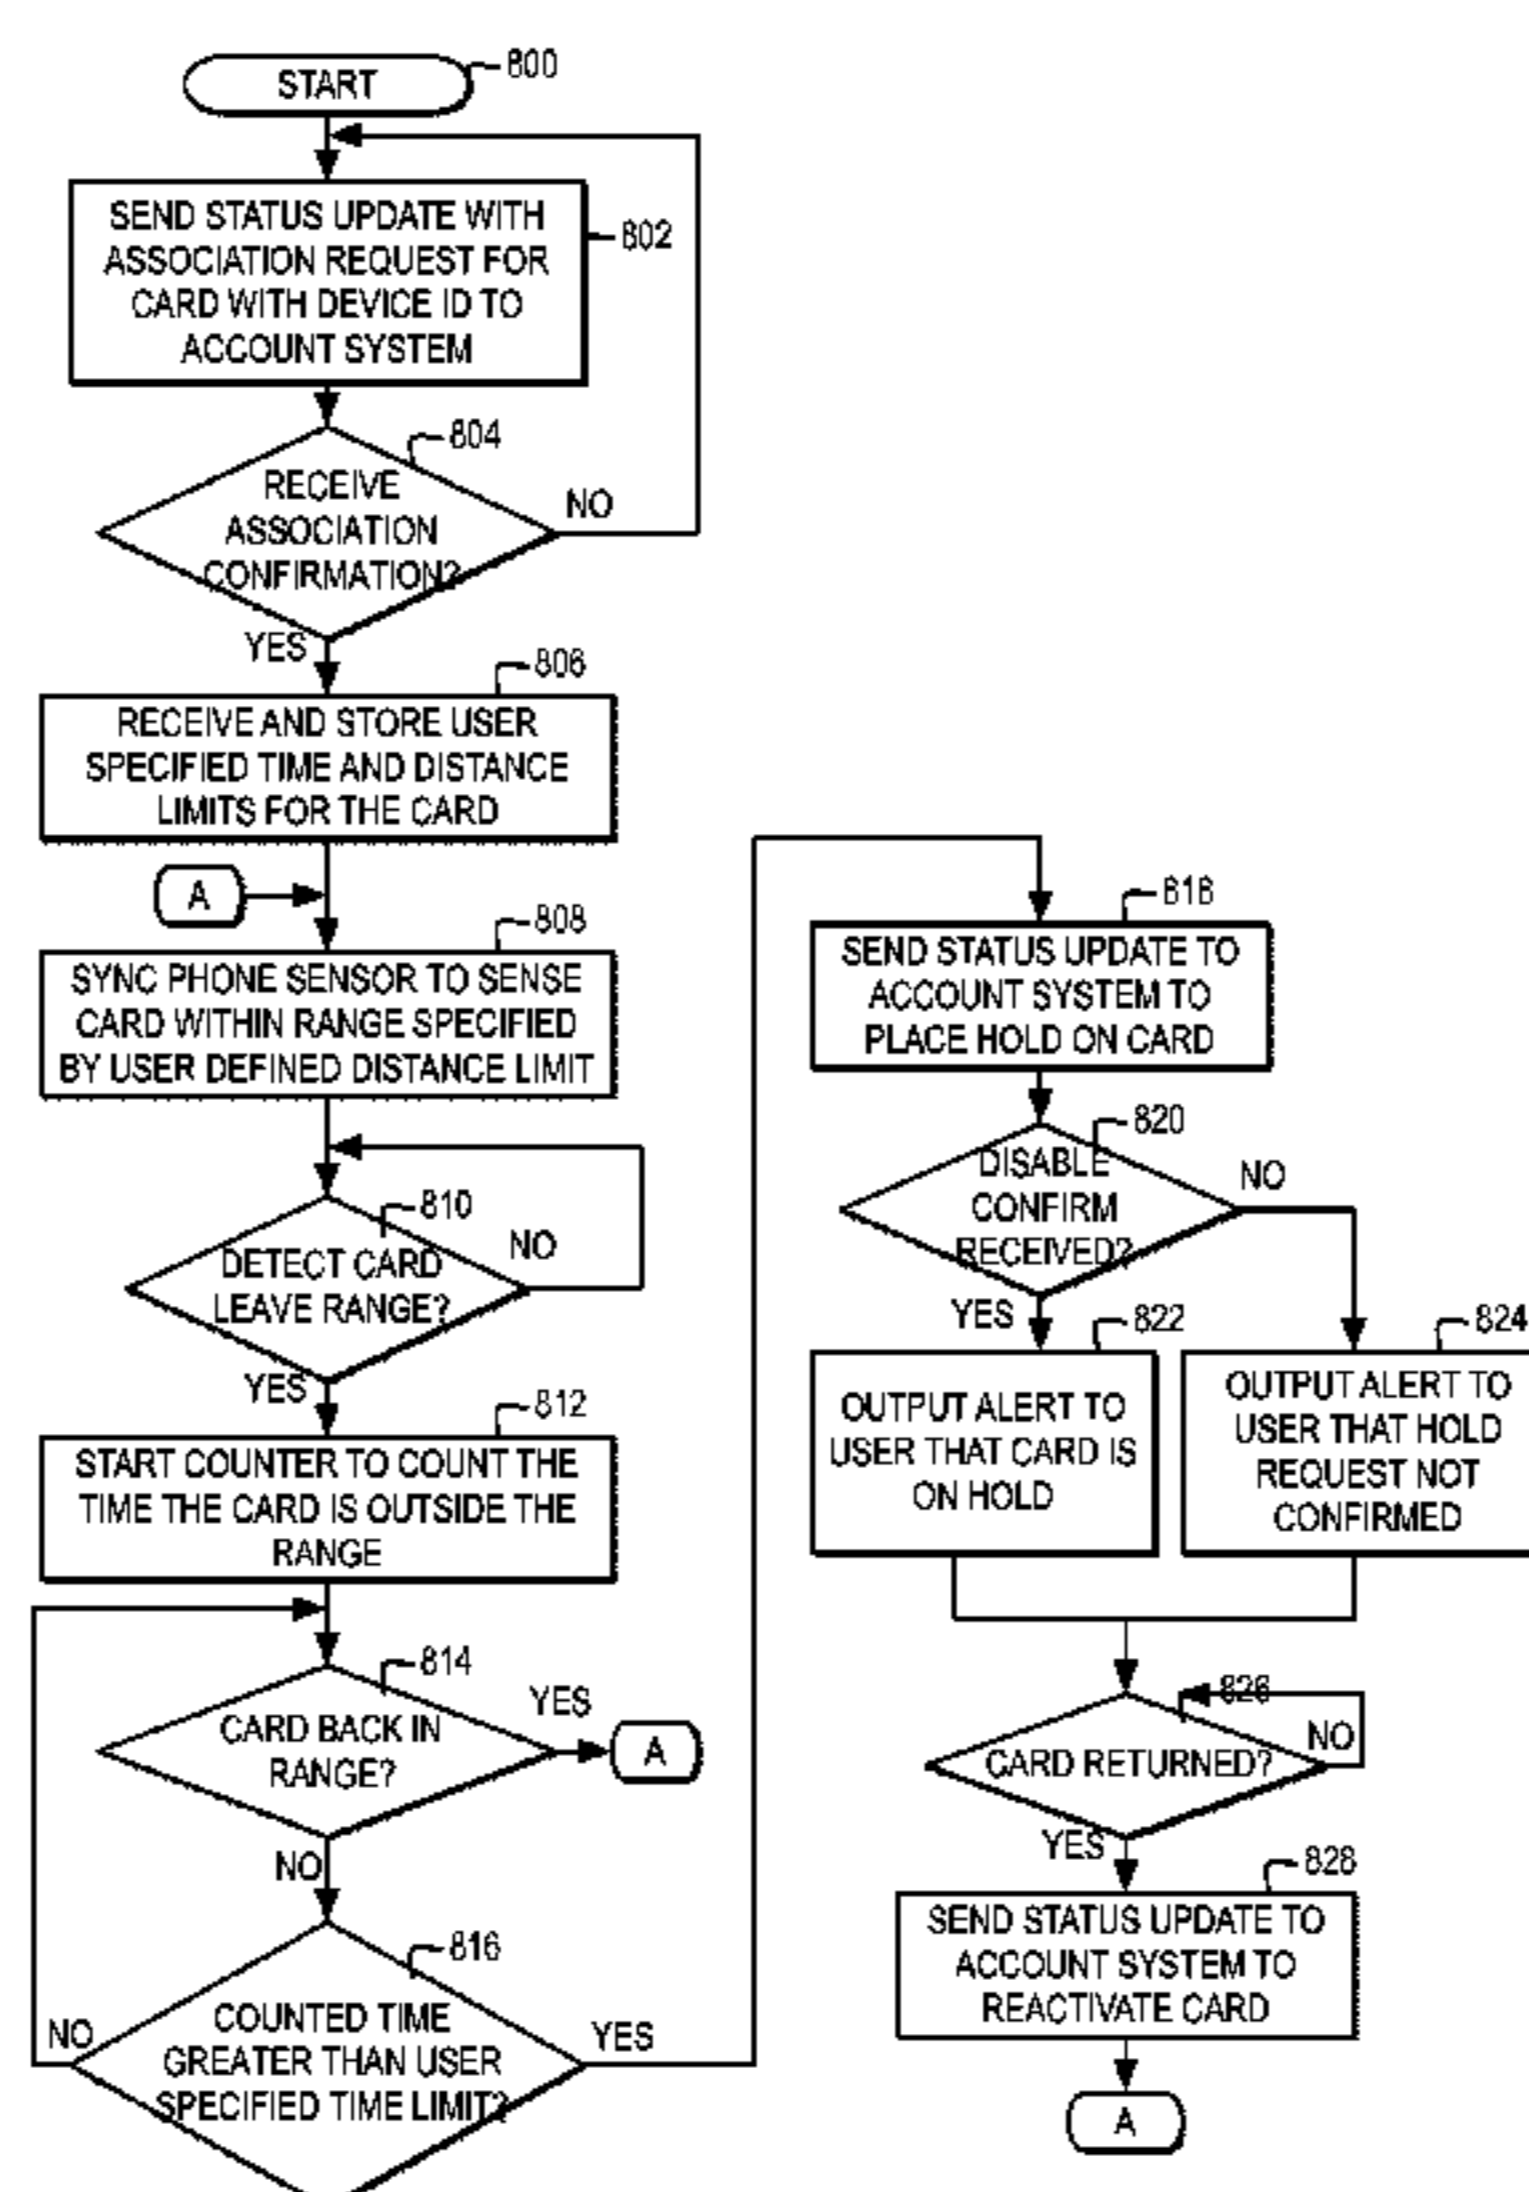 START
800
SEND STATUS UPDATE WITH
ASSOCIATION REQUEST FOR
CARD WITH DEVICE ID TO
ACCOUNT SYSTEM
802
804
RECEIVE
ASSOCIATION
CONFIRMATION?
NO
YES
806
RECEIVE AND STORE USER
SPECIFIED TIME AND DISTANCE
LIMITS FOR THE CARD
A
808
SYNC PHONE SENSOR TO SENSE
CARD WITHIN RANGE SPECIFIED
BY USER DEFINED DISTANCE LIMIT
810
DETECT CARD
LEAVE RANGE?
NO
YES
812
START COUNTER TO COUNT THE
TIME THE CARD IS OUTSIDE THE
RANGE
814
CARD BACK IN
RANGE?
YES
A
NO
816
COUNTED TIME
GREATER THAN USER
SPECIFIED TIME LIMIT?
NO
YES
818
SEND STATUS UPDATE TO
ACCOUNT SYSTEM TO
PLACE HOLD ON CARD
820
DISABLE
CONFIRM
RECEIVED?
NO
YES
822
OUTPUT ALERT TO
USER THAT CARD IS
ON HOLD
824
OUTPUT ALERT TO
USER THAT HOLD
REQUEST NOT
CONFIRMED
826
CARD RETURNED?
NO
YES
828
SEND STATUS UPDATE TO
ACCOUNT SYSTEM TO
REACTIVATE CARD
A